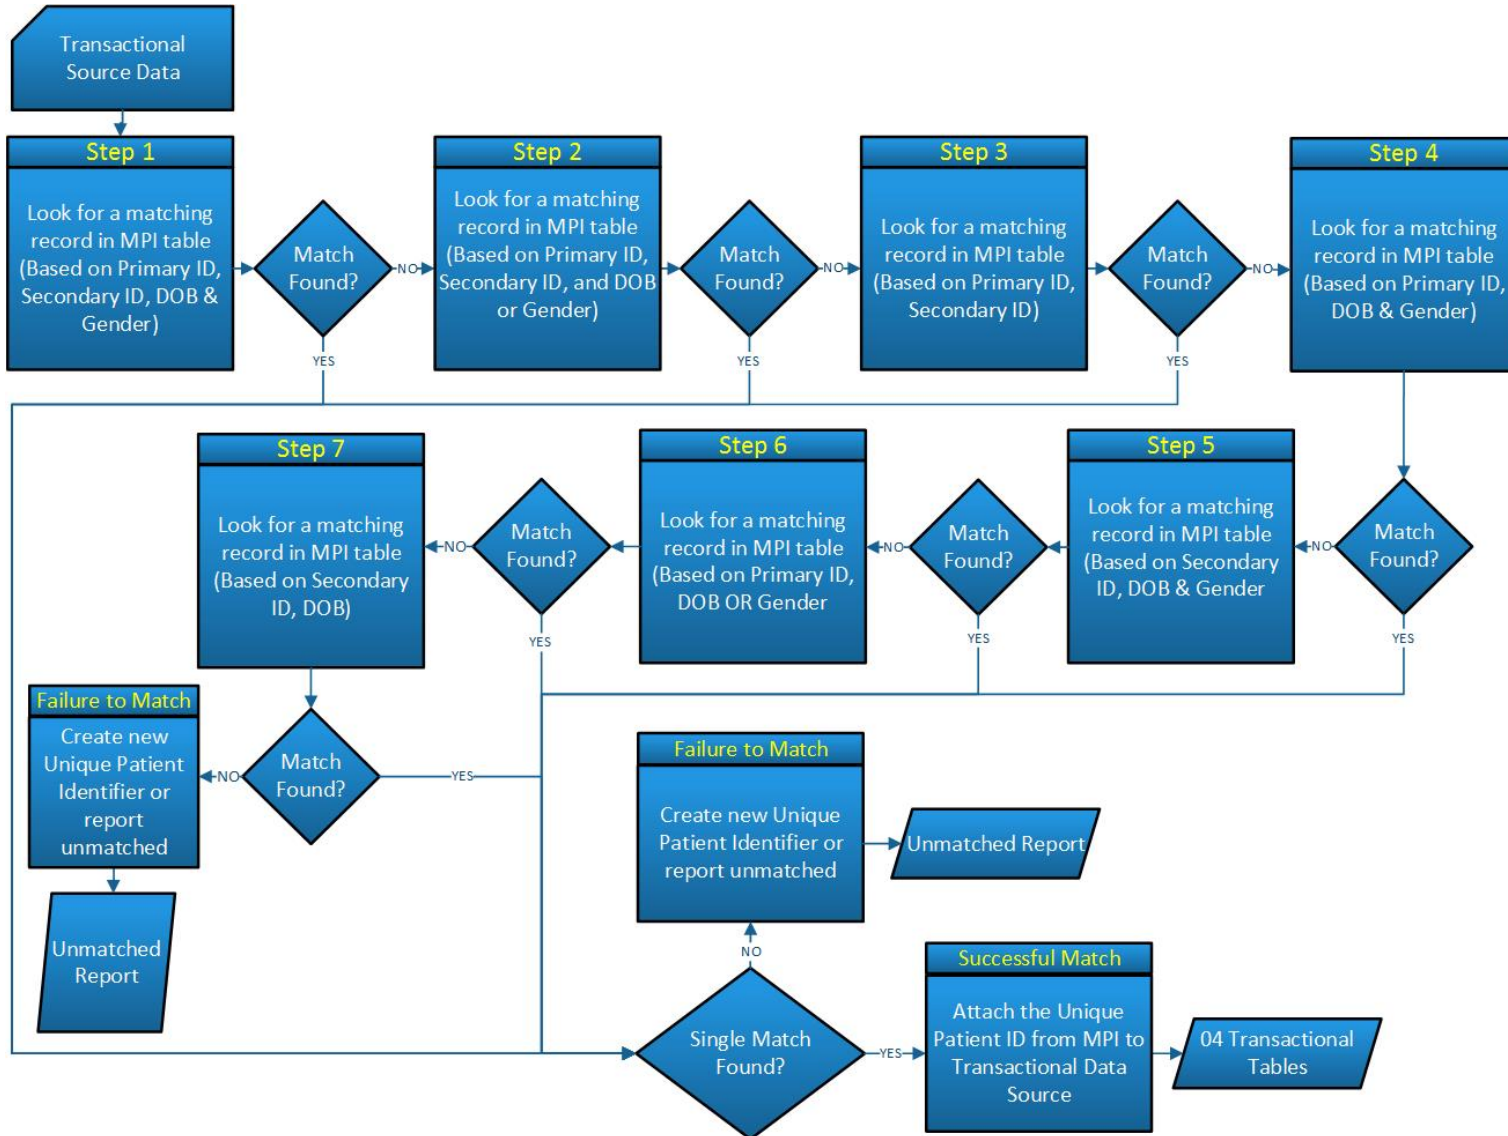 Transactional
Source Data
Step 1
Look for a matching
record in MPI table
(Based on Primary ID,
Secondary ID, DOB &
Gender)
Match
Found?
NO
YES
Step 2
Look for a matching
record in MPI table
(Based on Primary ID,
Secondary ID, and DOB
or Gender)
Match
Found?
NO
YES
Step 3
Look for a matching
record in MPI table
(Based on Primary ID,
Secondary ID)
Match
Found?
NO
YES
Step 4
Look for a matching
record in MPI table
(Based on Primary ID,
DOB & Gender)
Match
Found?
NO
YES
Step 5
Look for a matching
record in MPI table
(Based on Secondary
ID, DOB & Gender
Match
Found?
NO
YES
Step 6
Look for a matching
record in MPI table
(Based on Primary ID,
DOB OR Gender
Match
Found?
NO
YES
Step 7
Look for a matching
record in MPI table
(Based on Secondary
ID, DOB)
Match
Found?
NO
YES
Failure to Match
Create new
Unique Patient
Identifier or
report
unmatched
Unmatched
Report
Single Match
Found?
NO
YES
Failure to Match
Create new Unique
Patient Identifier or
report unmatched
Unmatched Report
Successful Match
Attach the Unique
Patient ID from MPI to
Transactional Data
Source
04 Transactional
Tables